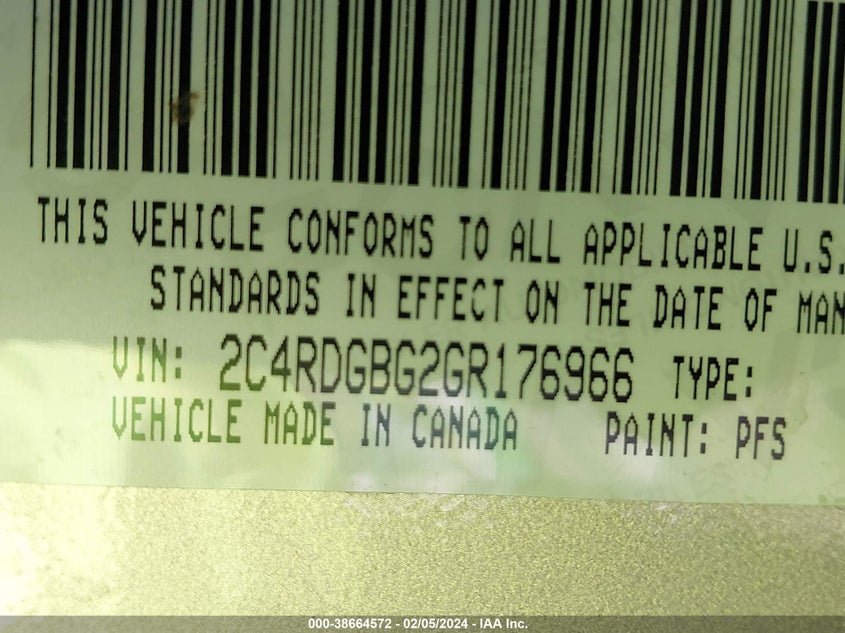 THIS VEHICLE CONFORMS TO ALL APPLICABLE U.S.
STANDARDS IN EFFECT ON THE DATE OF MAN
VIN: 2C4RDGBG2GR176966 TYPE:
VEHICLE MADE IN CANADA PAINT: PFS
000-38664572 - 02/05/2024 - IAA Inc.